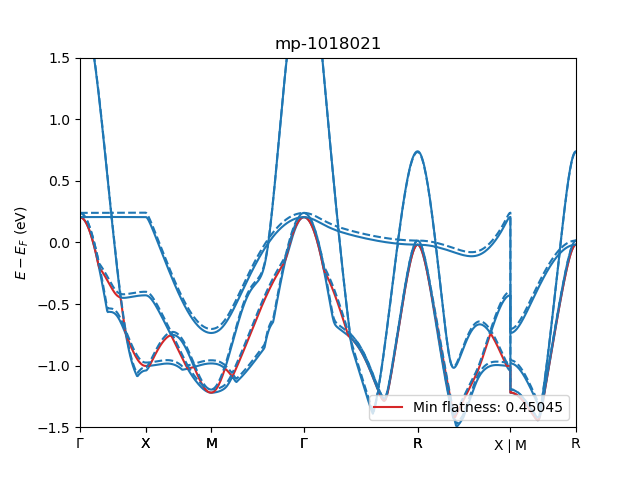 mp-1018021
E − E_F (eV)
1.5
1.0
0.5
0.0
−0.5
−1.0
−1.5
Min flatness: 0.45045
Γ X M Γ R X | M R